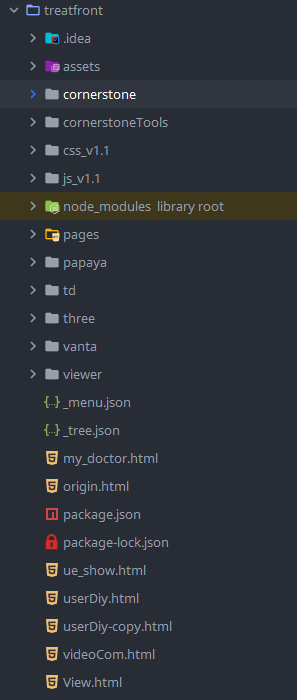 treatfront
.idea
assets
cornerstone
cornerstoneTools
css_v1.1
js_v1.1
node_modules library root
pages
papaya
td
three
vanta
viewer
_menu.json
_tree.json
my_doctor.html
origin.html
package.json
package-lock.json
ue_show.html
userDiy.html
userDiy-copy.html
videoCom.html
View.html